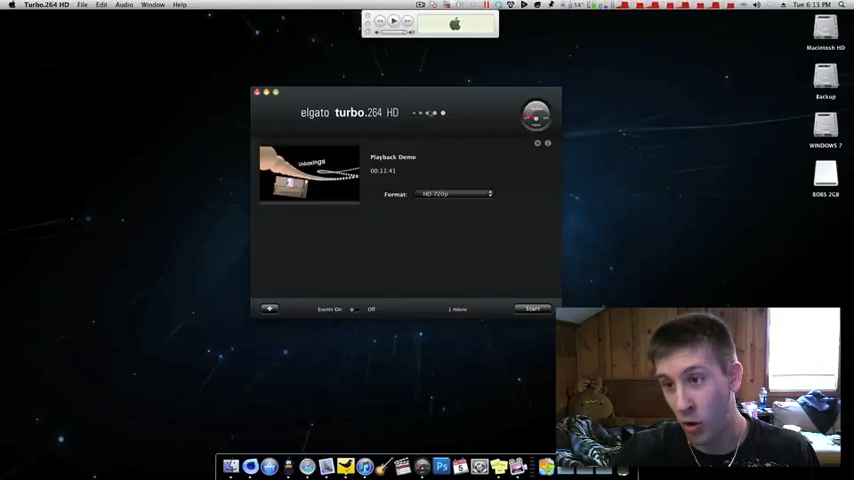 Turbo.264 HD File Edit Audio Window Help
Tue 6:13 PM
Macintosh HD
Backup
WINDOWS 7
BOBS 2GB
elgato turbo.264 HD
Unboxings
Playback Demo
00:11:41
Format: HD 720p
Events On Off
1 movie
Start
Ps